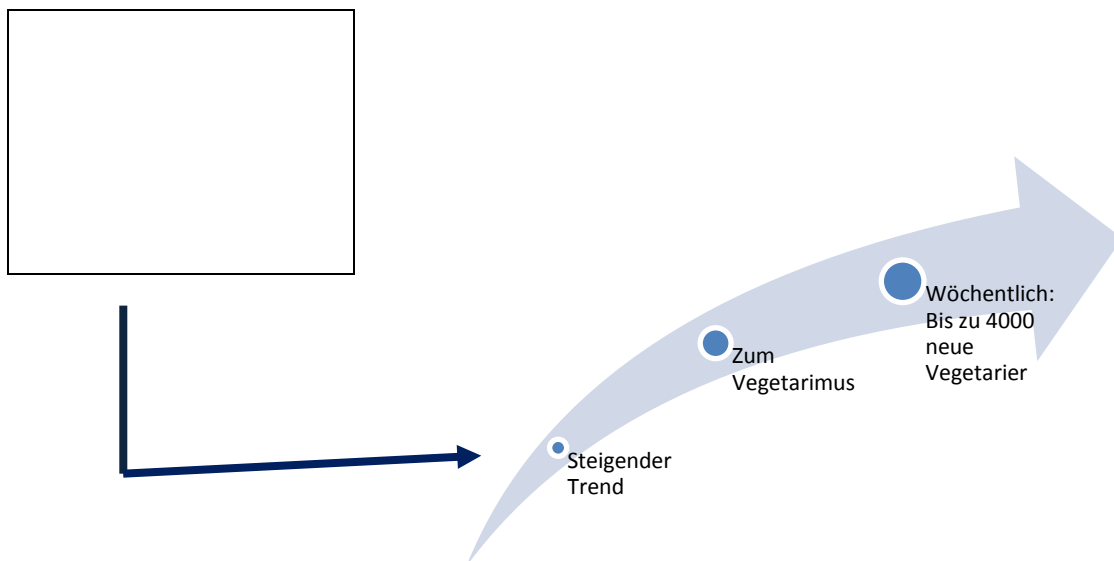 Steigender
Trend
Zum
Vegetarimus
Wöchentlich:
Bis zu 4000
neue
Vegetarier